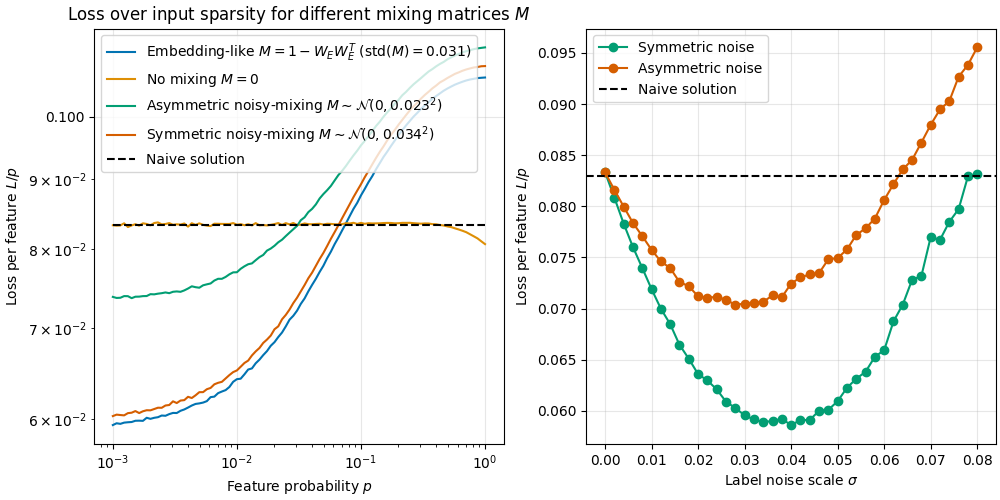 Loss over input sparsity for different mixing matrices M
Loss per feature L/p
0.100
9 × 10⁻²
8 × 10⁻²
7 × 10⁻²
6 × 10⁻²
Embedding-like M = 1 − W_E W_E^T (std(M) = 0.031)
No mixing M = 0
Asymmetric noisy-mixing M ∼ 𝒩(0, 0.023²)
Symmetric noisy-mixing M ∼ 𝒩(0, 0.034²)
Naive solution
10⁻³ 10⁻² 10⁻¹ 10⁰
Feature probability p
Loss per feature L/p
0.095
0.090
0.085
0.080
0.075
0.070
0.065
0.060
Symmetric noise
Asymmetric noise
Naive solution
0.00 0.01 0.02 0.03 0.04 0.05 0.06 0.07 0.08
Label noise scale σ